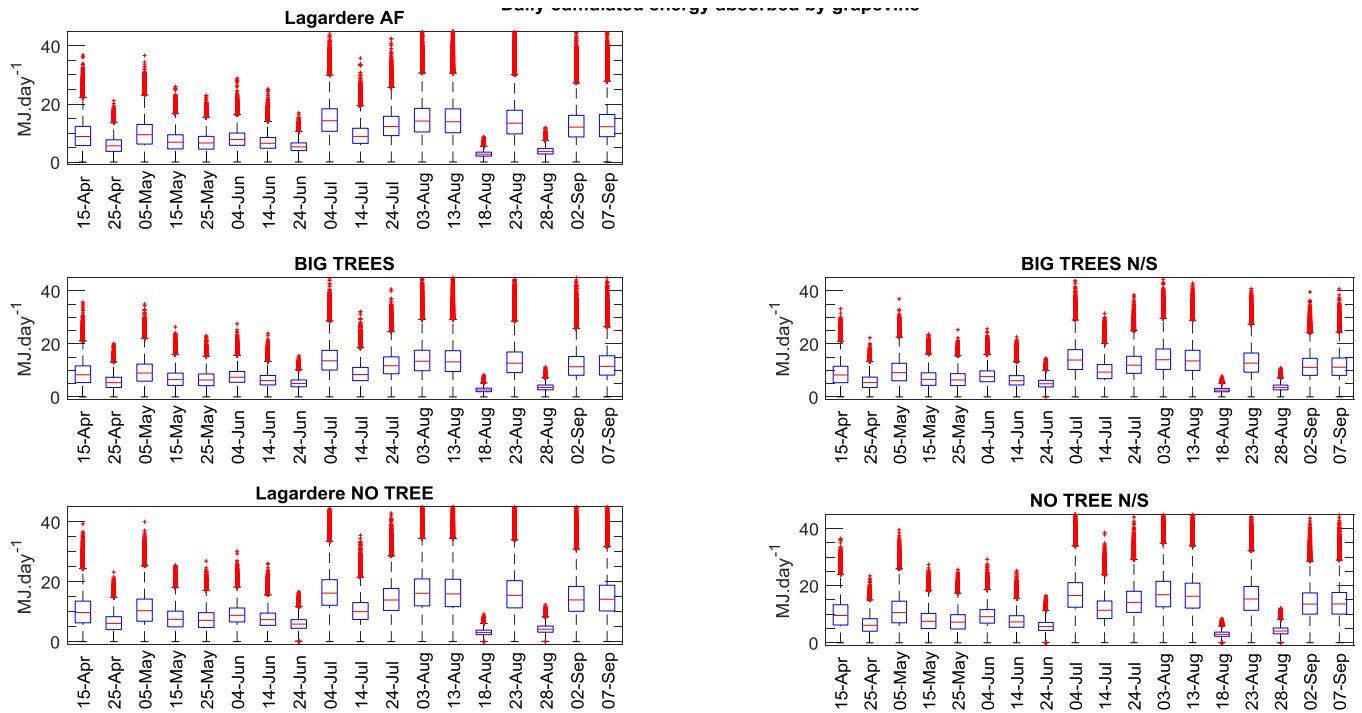 Daily cumulated energy absorbed by grapevine
Lagardere AF
MJ.day-1
40
20
0
15-Apr 25-Apr 05-May 15-May 25-May 04-Jun 14-Jun 24-Jun 04-Jul 14-Jul 24-Jul 03-Aug 13-Aug 18-Aug 23-Aug 28-Aug 02-Sep 07-Sep
BIG TREES
MJ.day-1
40
20
0
15-Apr 25-Apr 05-May 15-May 25-May 04-Jun 14-Jun 24-Jun 04-Jul 14-Jul 24-Jul 03-Aug 13-Aug 18-Aug 23-Aug 28-Aug 02-Sep 07-Sep
BIG TREES N/S
MJ.day-1
40
20
0
15-Apr 25-Apr 05-May 15-May 25-May 04-Jun 14-Jun 24-Jun 04-Jul 14-Jul 24-Jul 03-Aug 13-Aug 18-Aug 23-Aug 28-Aug 02-Sep 07-Sep
Lagardere NO TREE
MJ.day-1
40
20
0
15-Apr 25-Apr 05-May 15-May 25-May 04-Jun 14-Jun 24-Jun 04-Jul 14-Jul 24-Jul 03-Aug 13-Aug 18-Aug 23-Aug 28-Aug 02-Sep 07-Sep
NO TREE N/S
MJ.day-1
40
20
0
15-Apr 25-Apr 05-May 15-May 25-May 04-Jun 14-Jun 24-Jun 04-Jul 14-Jul 24-Jul 03-Aug 13-Aug 18-Aug 23-Aug 28-Aug 02-Sep 07-Sep